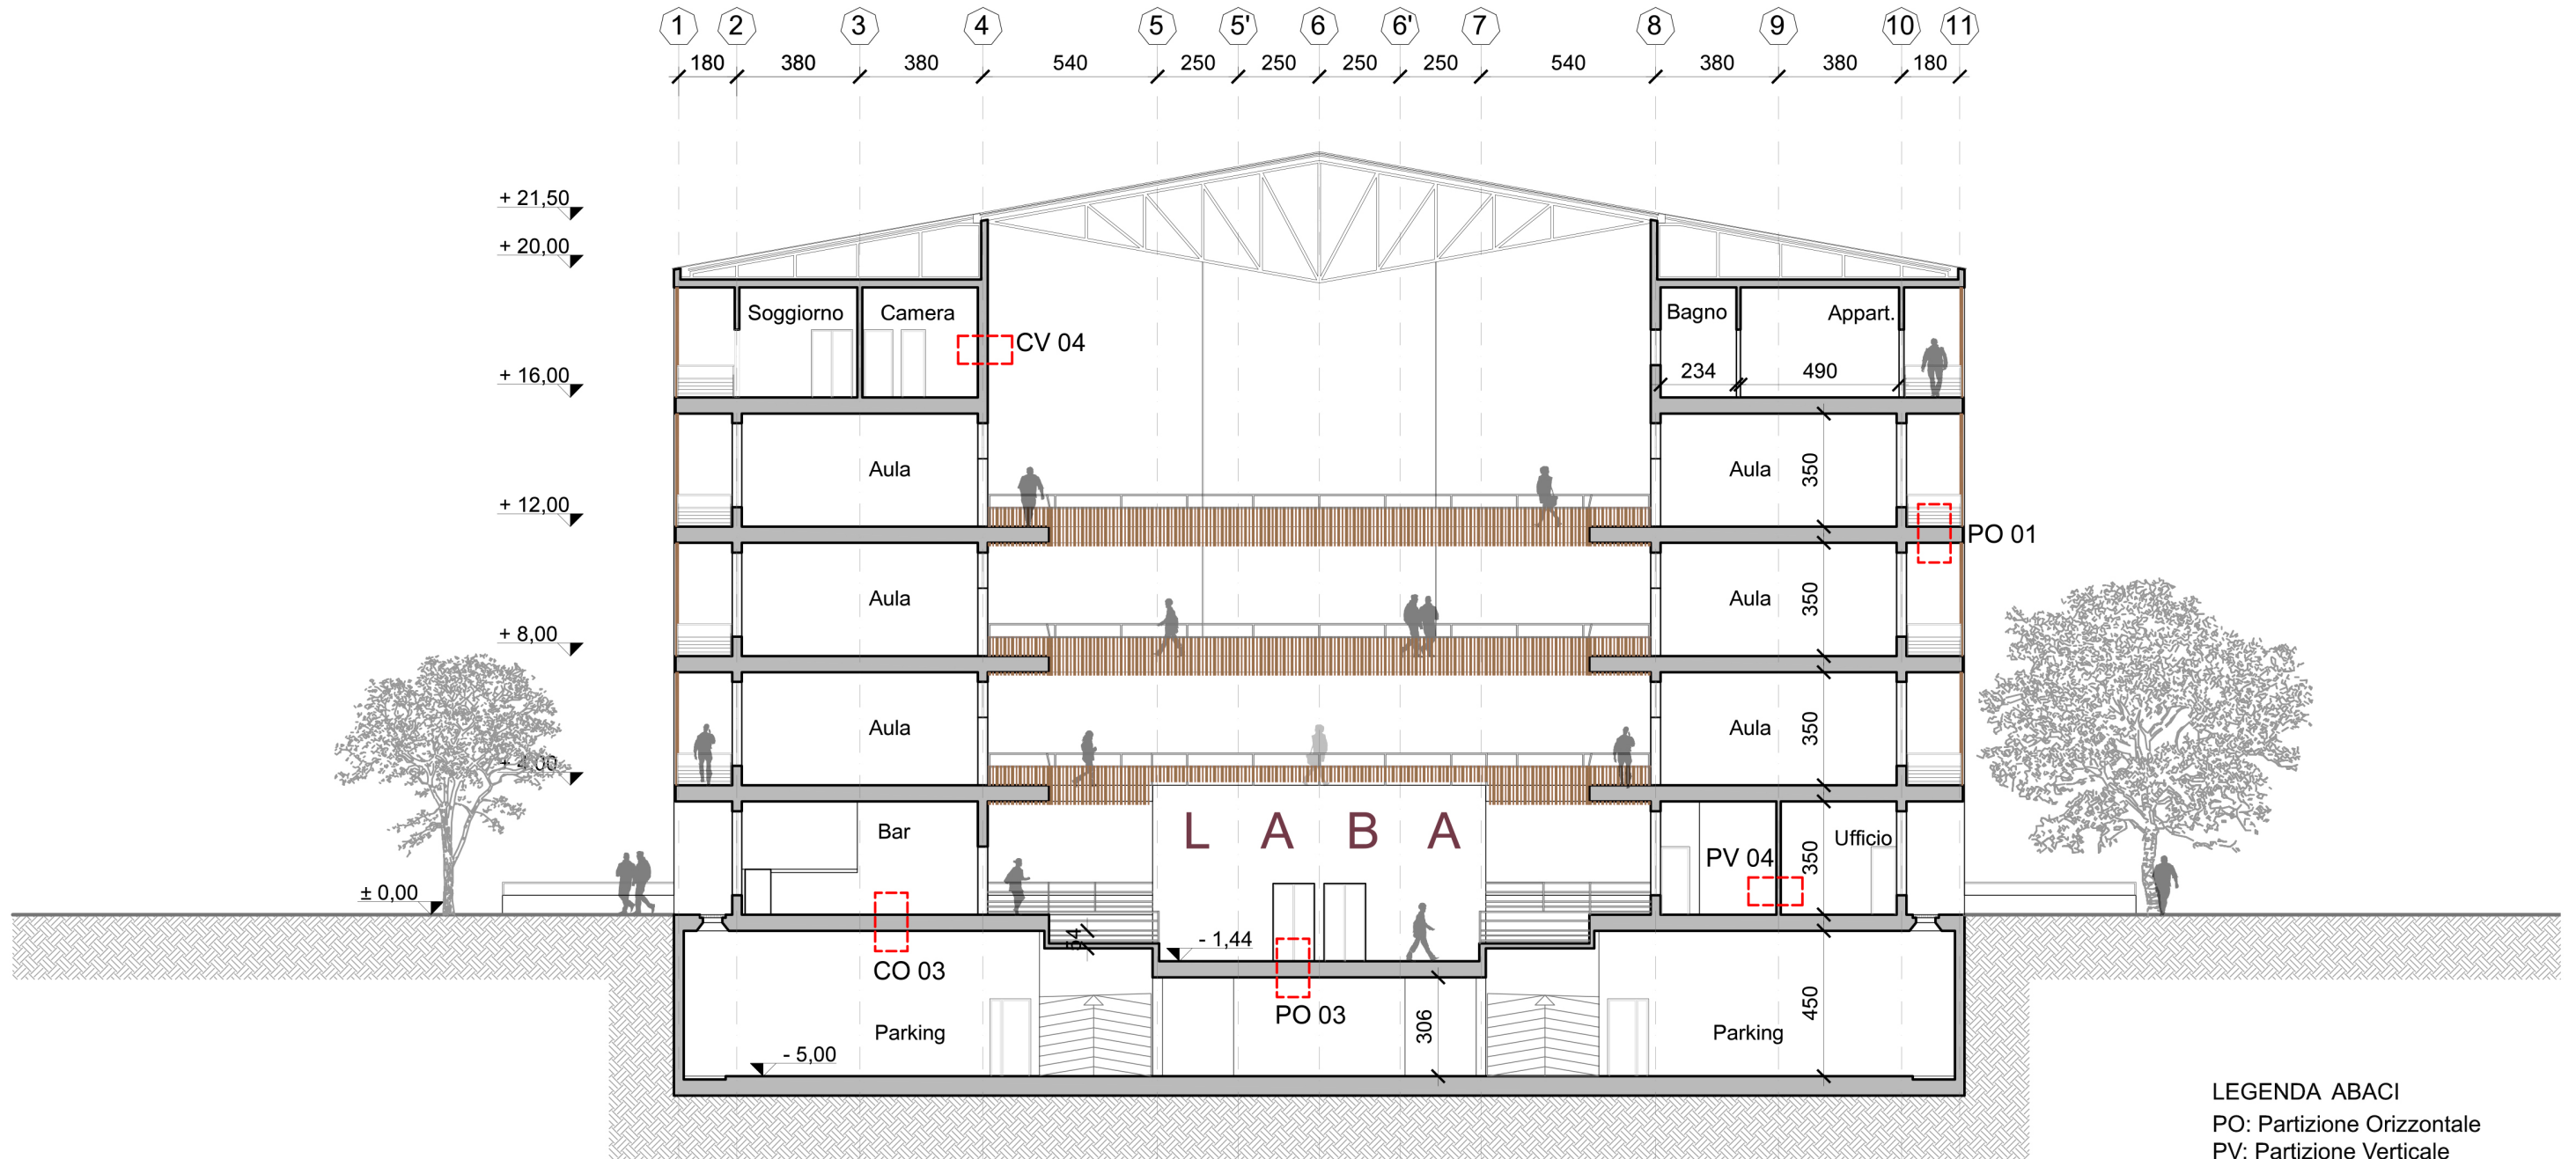 1 2 3 4 5 5' 6 6' 7 8 9 10 11
180 380 380 540 250 250 250 250 540 380 380 180
+ 21,50
+ 20,00
Soggiorno Camera Bagno Appart.
CV 04
+ 16,00 234 490
Aula Aula 350
+ 12,00
PO 01
Aula Aula 350
+ 8,00
Aula Aula 350
+ 4,00
Bar L A B A Ufficio
PV 04 350
± 0,00
54 - 1,44
CO 03
PO 03 450
Parking 306 Parking
- 5,00
LEGENDA ABACI
PO: Partizione Orizzontale
PV: Partizione Verticale